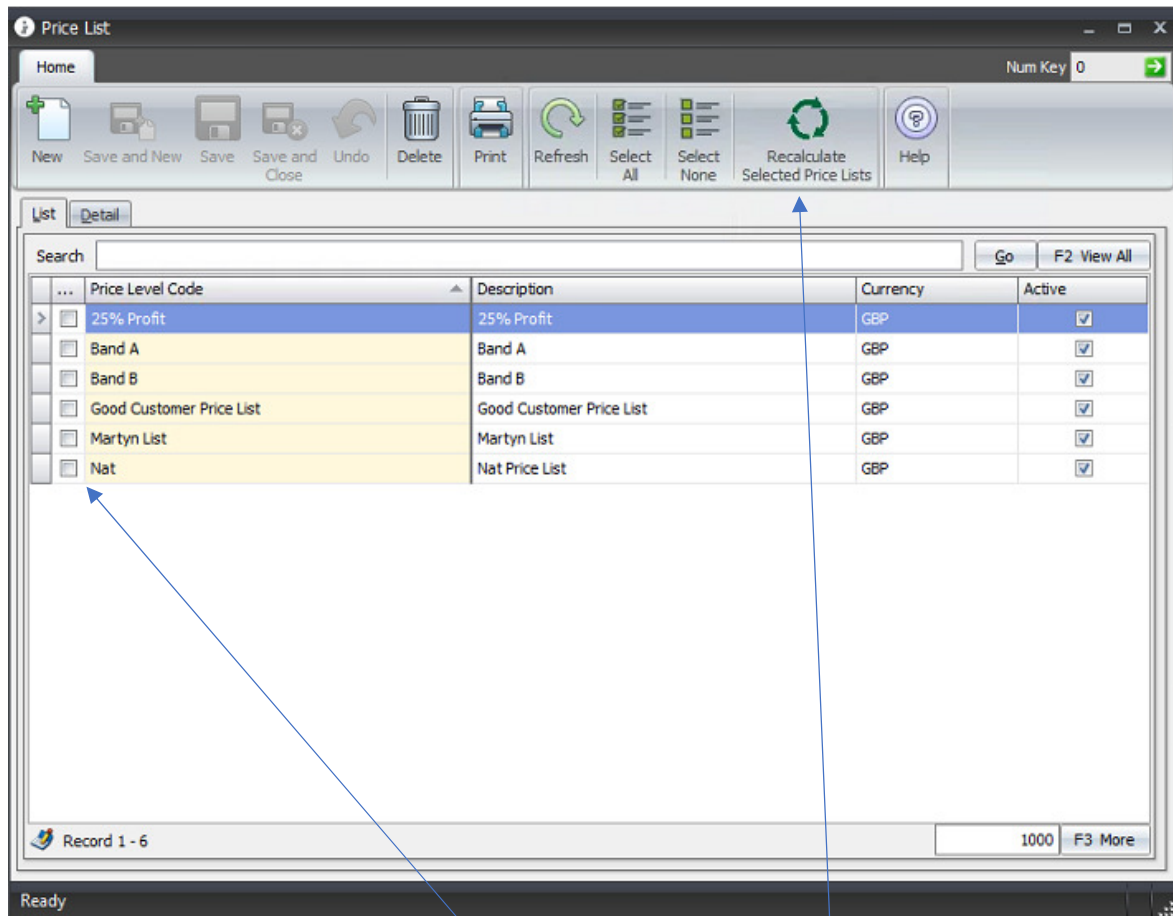 Price List
Home
Num Key 0
New Save and New Save Save and Close Undo Delete Print Refresh Select All Select None Recalculate Selected Price Lists Help
List Detail
Search Go F2 View All
... Price Level Code Description Currency Active
25% Profit 25% Profit GBP
Band A Band A GBP
Band B Band B GBP
Good Customer Price List Good Customer Price List GBP
Martyn List Martyn List GBP
Nat Nat Price List GBP
Record 1 - 6 1000 F3 More
Ready